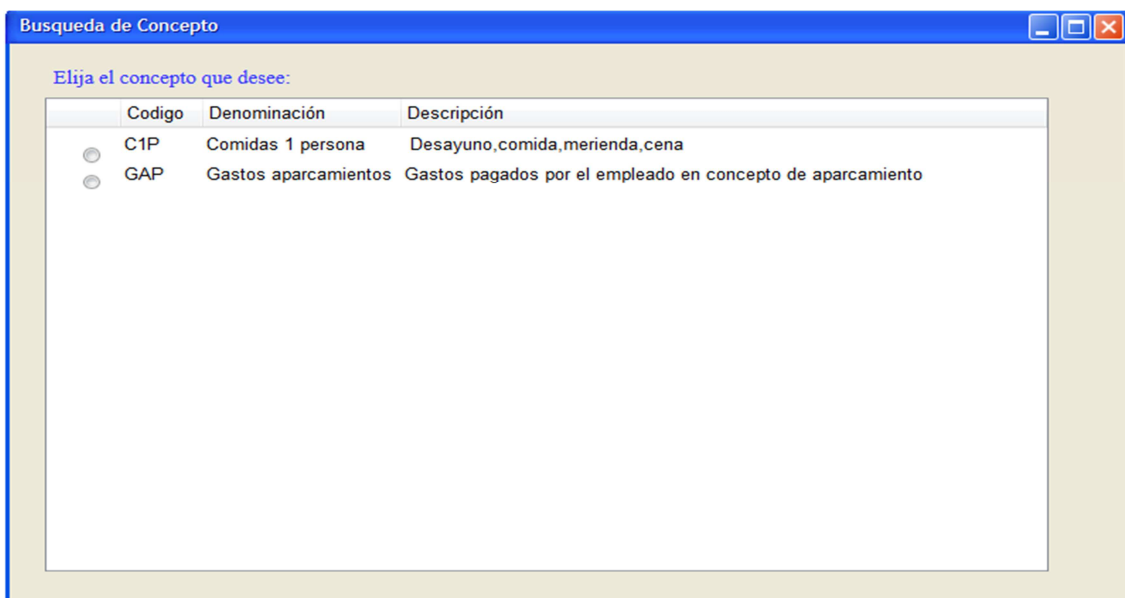 Busqueda de Concepto
Elija el concepto que desee:
Codigo Denominación Descripción
C1P Comidas 1 persona Desayuno,comida,merienda,cena
GAP Gastos aparcamientos Gastos pagados por el empleado en concepto de aparcamiento